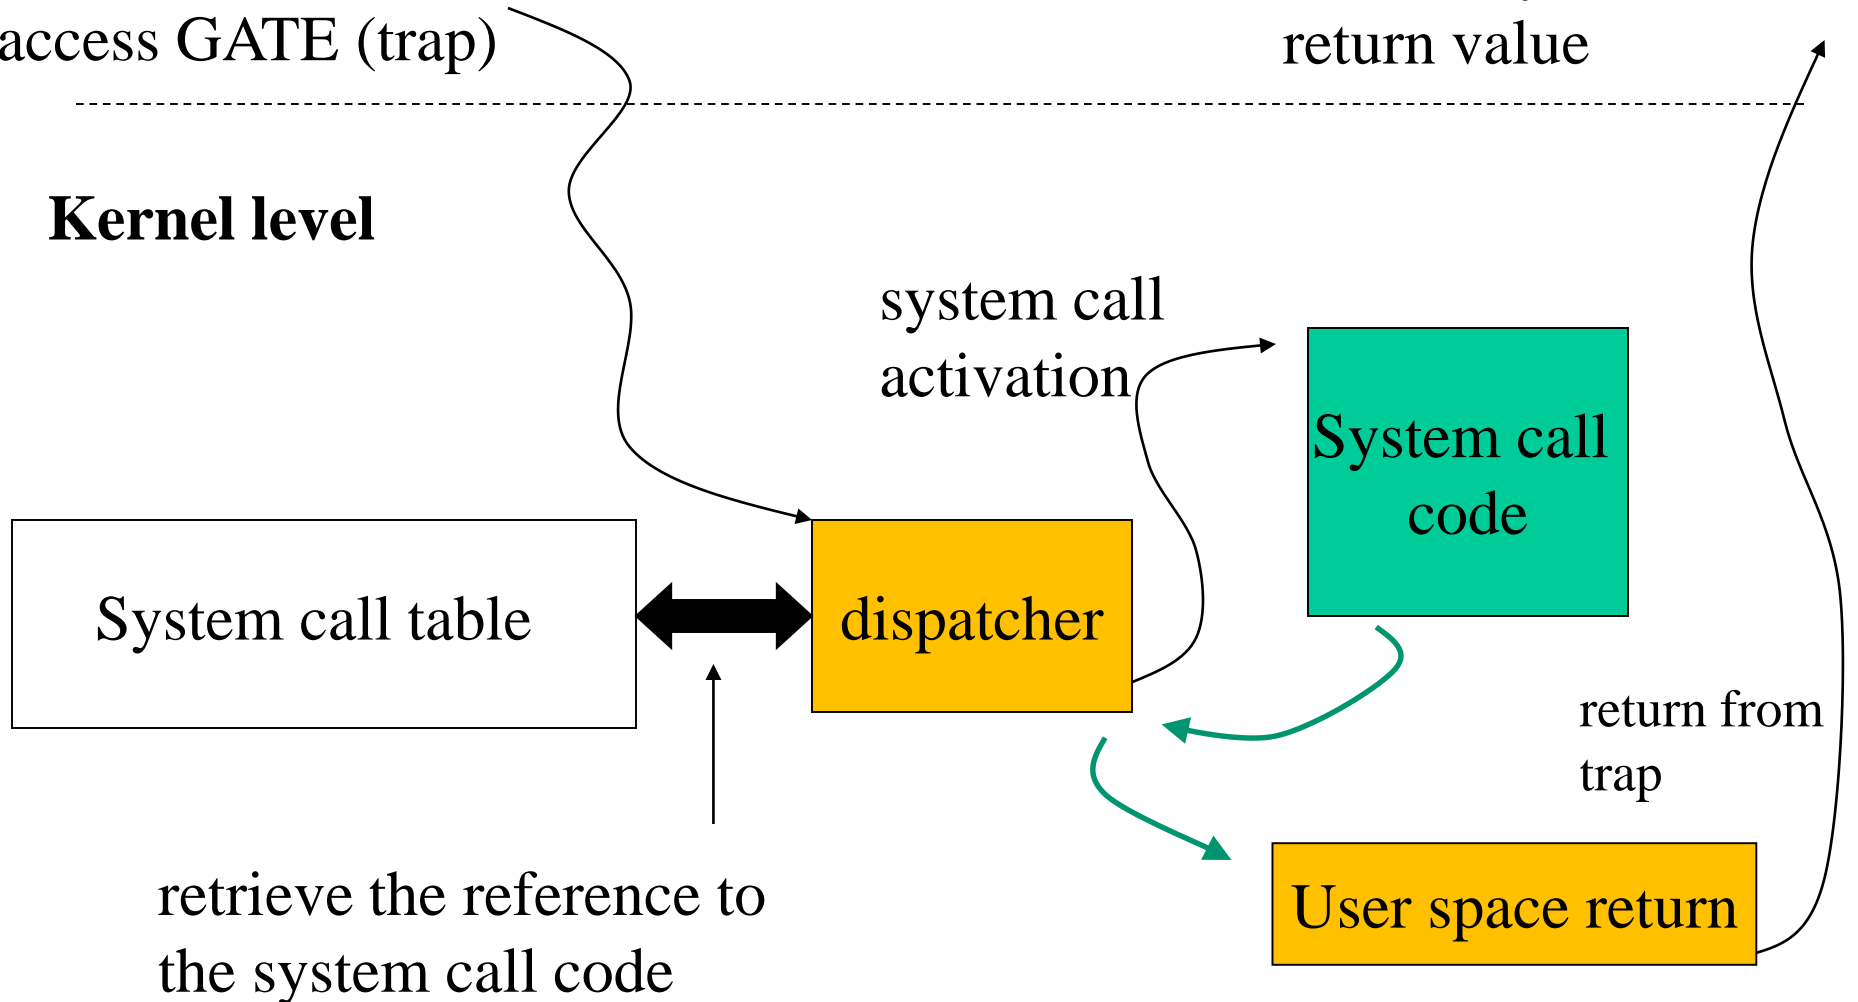 access GATE (trap)
return value
Kernel level
system call
activation
System call
code
System call table
dispatcher
return from
trap
retrieve the reference to
the system call code
User space return